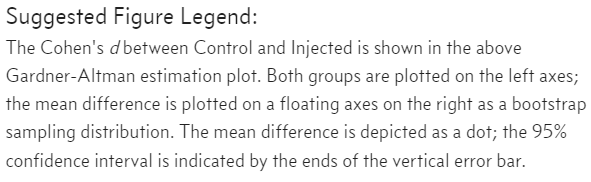 Suggested Figure Legend:
The Cohen's d between Control and Injected is shown in the above
Gardner-Altman estimation plot. Both groups are plotted on the left axes;
the mean difference is plotted on a floating axes on the right as a bootstrap
sampling distribution. The mean difference is depicted as a dot; the 95%
confidence interval is indicated by the ends of the vertical error bar.